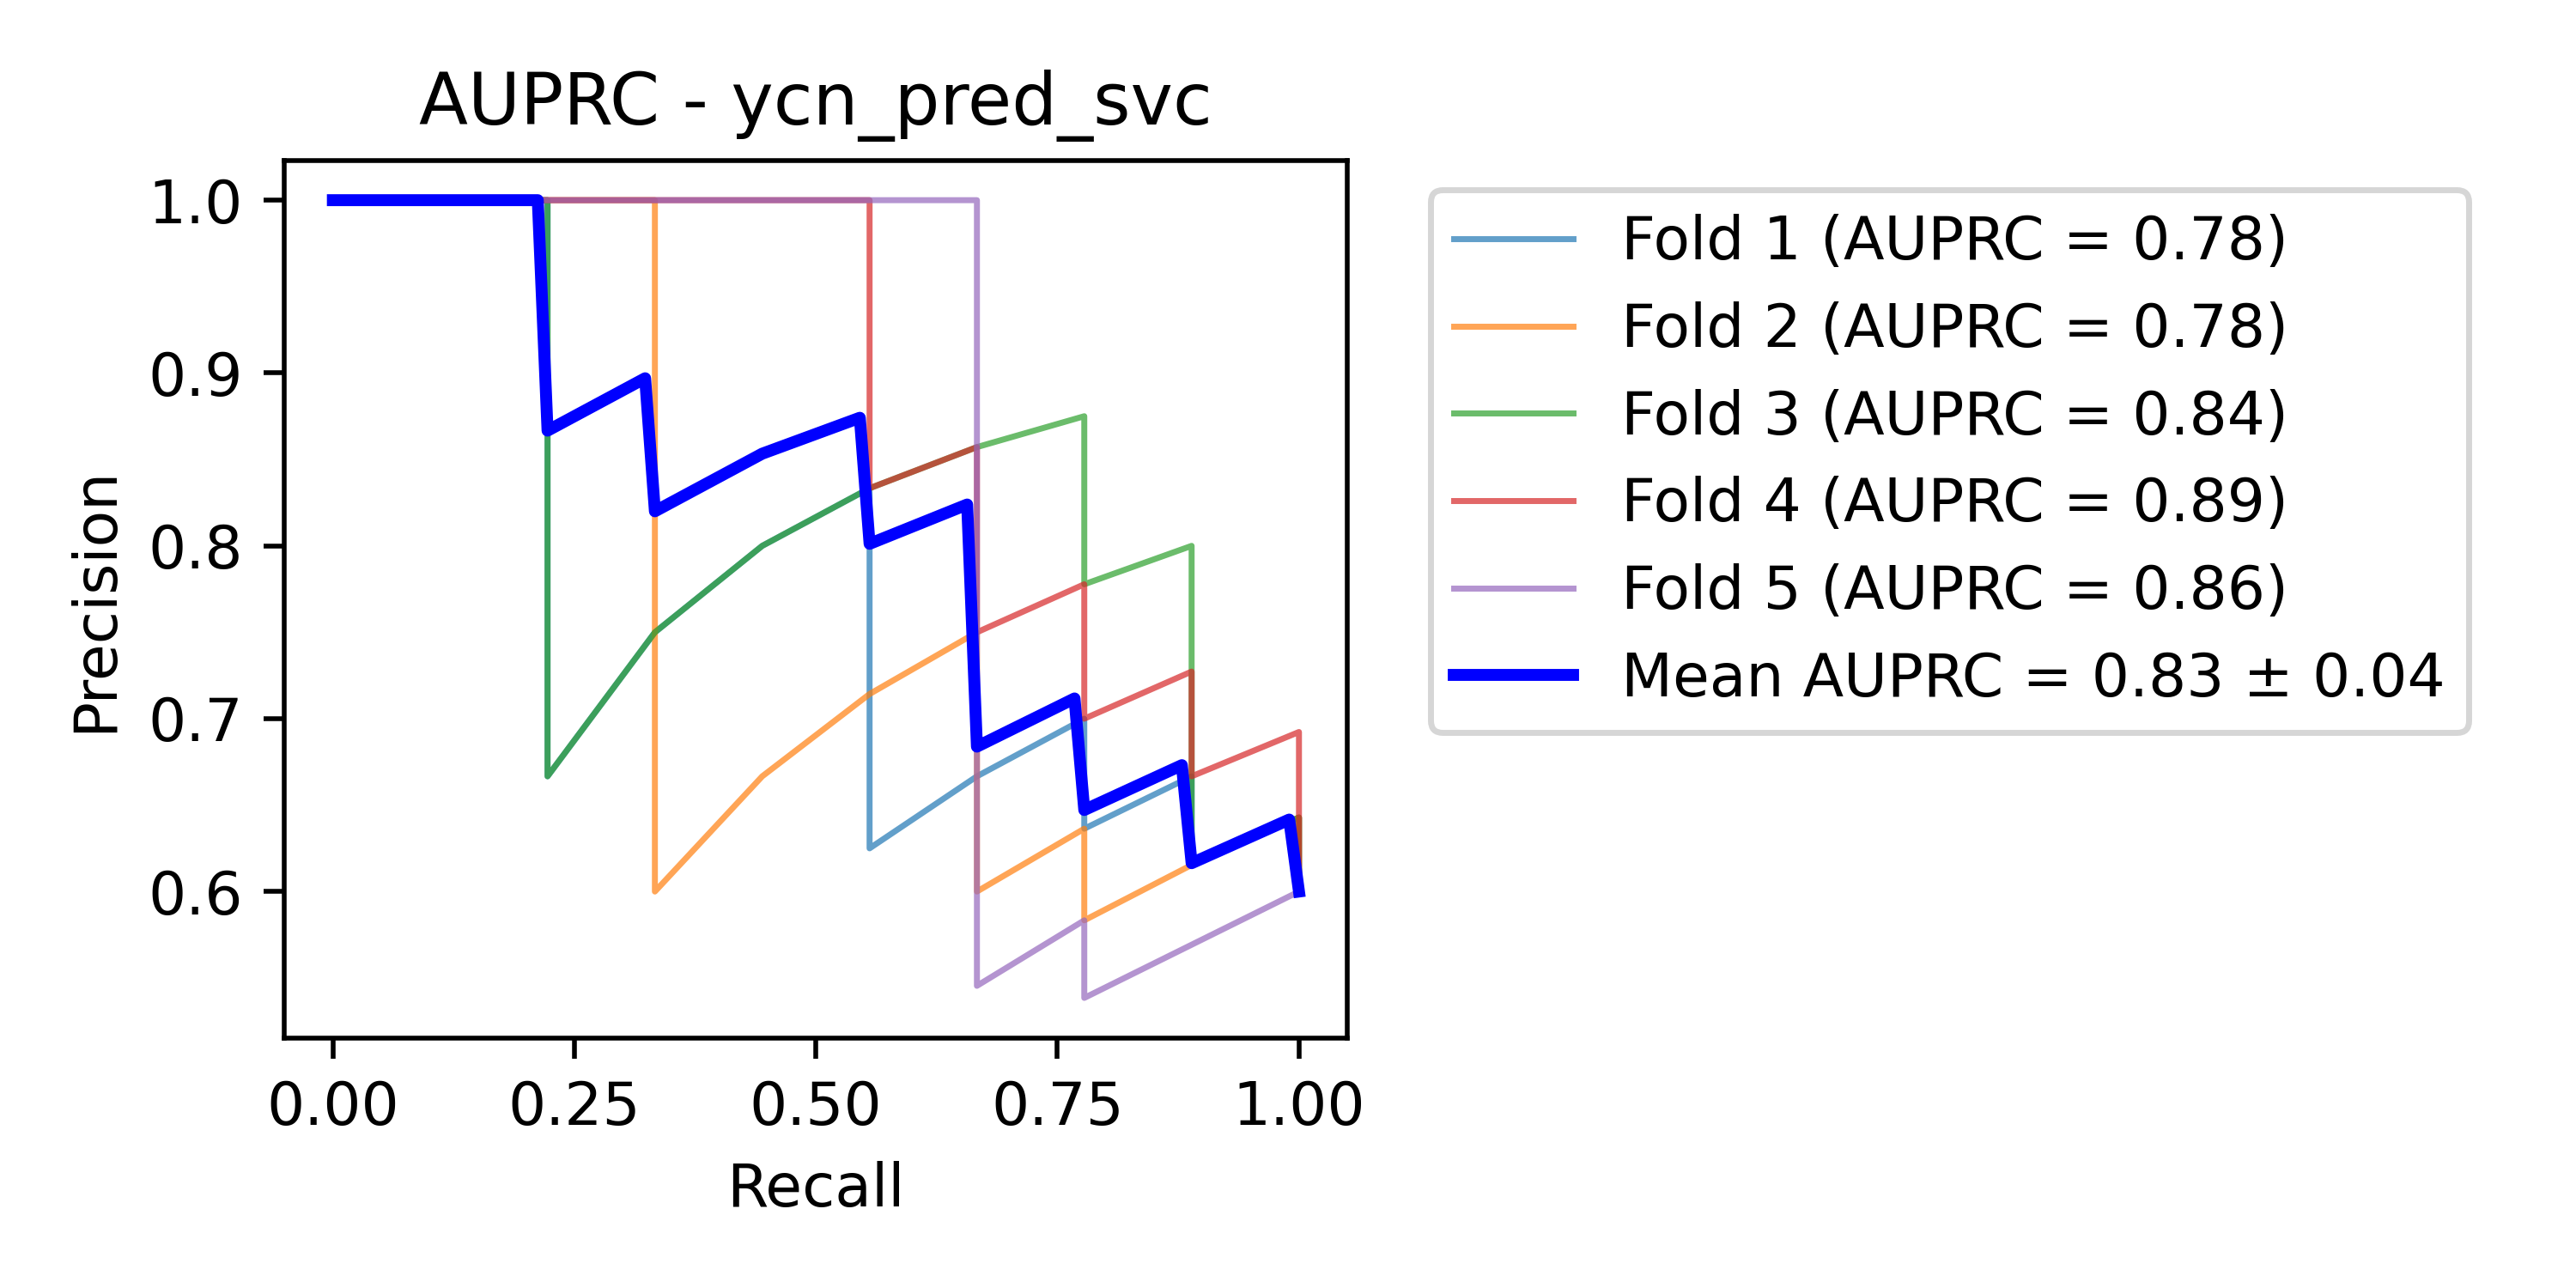 AUPRC - ycn_pred_svc
1.0
0.9
0.8
0.7
0.6
Precision
0.00 0.25 0.50 0.75 1.00
Recall
Fold 1 (AUPRC = 0.78)
Fold 2 (AUPRC = 0.78)
Fold 3 (AUPRC = 0.84)
Fold 4 (AUPRC = 0.89)
Fold 5 (AUPRC = 0.86)
Mean AUPRC = 0.83 ± 0.04